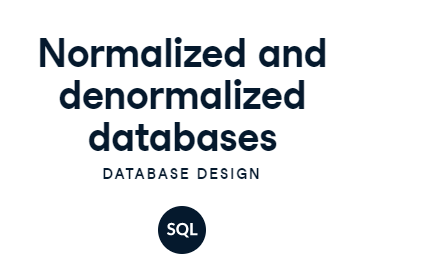 Normalized and
denormalized
databases
DATABASE DESIGN
SQL